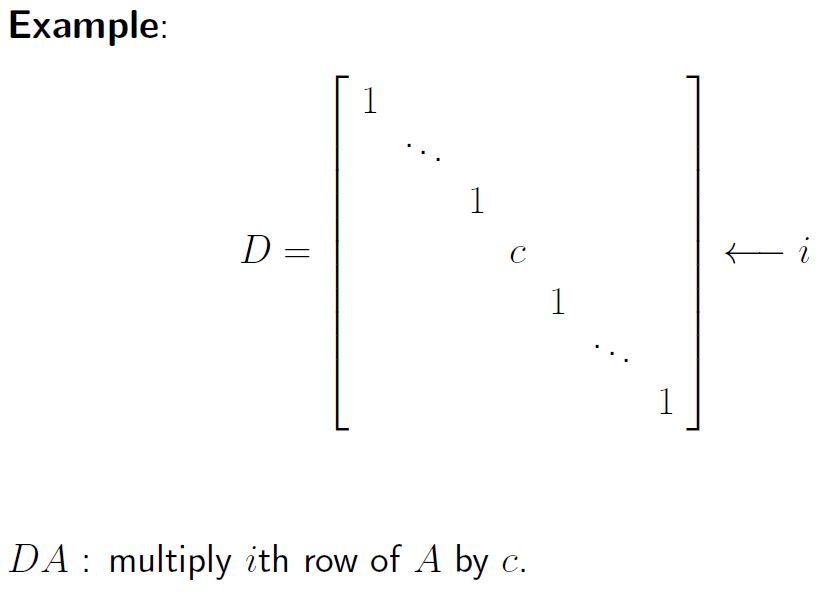 Example:
1
⋱
1
D = c ⟵ i
1
⋱
1
DA : multiply ith row of A by c.